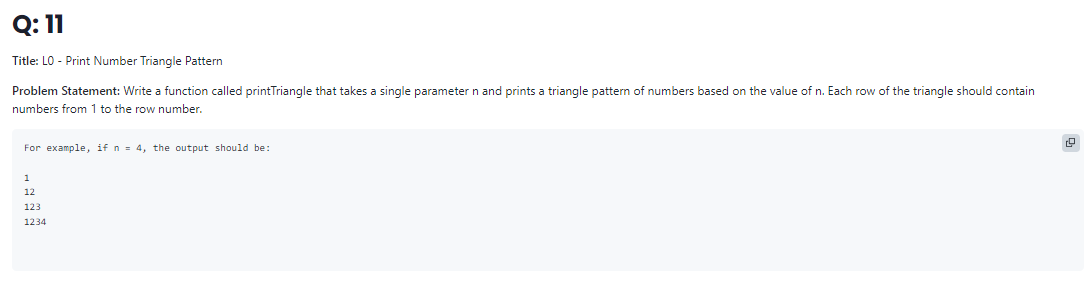 Q: 11
Title: L0 - Print Number Triangle Pattern
Problem Statement: Write a function called printTriangle that takes a single parameter n and prints a triangle pattern of numbers based on the value of n. Each row of the triangle should contain
numbers from 1 to the row number.
For example, if n = 4, the output should be:
1
12
123
1234